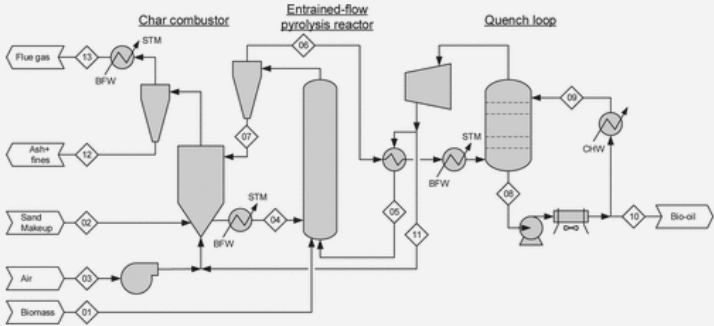 Char combustor
Entrained-flow
pyrolysis reactor
Quench loop
Flue gas
13
STM
BFW
06
09
CHW
07
Ash+
fines
12
STM
BFW
Sand
Makeup
02
STM
04
BFW
05
11
08
10
Bio-oil
Air
03
Biomass
01